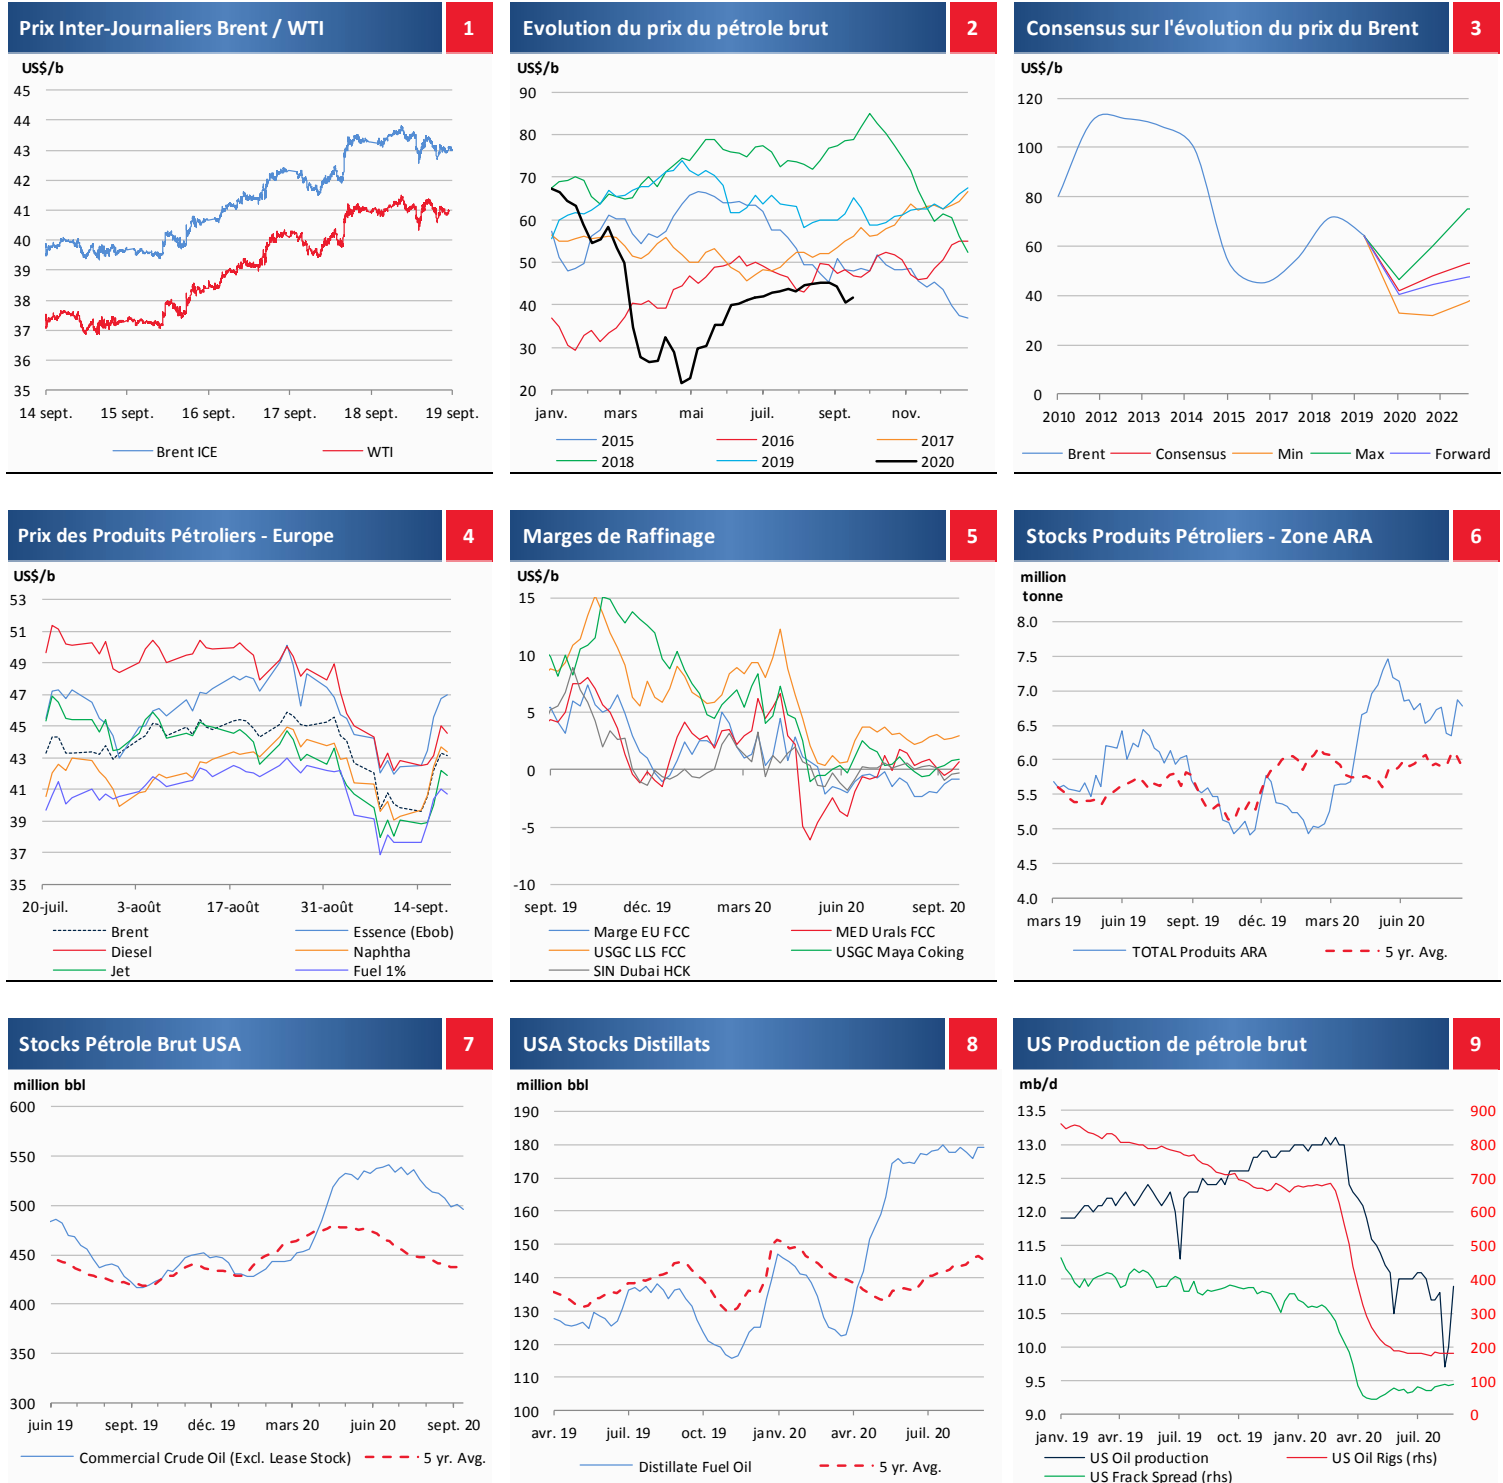 Prix Inter-Journaliers Brent / WTI 1
US$/b
45
44
43
42
41
40
39
38
37
36
35
14 sept. 15 sept. 16 sept. 17 sept. 18 sept. 19 sept.
Brent ICE WTI
Evolution du prix du pétrole brut 2
US$/b
90
80
70
60
50
40
30
20
janv. mars mai juil. sept. nov.
2015 2016 2017
2018 2019 2020
Consensus sur l'évolution du prix du Brent 3
US$/b
120
100
80
60
40
20
0
2010 2012 2013 2014 2015 2017 2018 2019 2020 2022
Brent Consensus Min Max Forward
Prix des Produits Pétroliers - Europe 4
US$/b
53
51
49
47
45
43
41
39
37
35
20-juil. 3-août 17-août 31-août 14-sept.
Brent Essence (Ebob)
Diesel Naphtha
Jet Fuel 1%
Marges de Raffinage 5
US$/b
15
10
5
0
-5
-10
sept. 19 déc. 19 mars 20 juin 20 sept. 20
Marge EU FCC MED Urals FCC
USGC LLS FCC USGC Maya Coking
SIN Dubai HCK
Stocks Produits Pétroliers - Zone ARA 6
million
tonne
8.0
7.5
7.0
6.5
6.0
5.5
5.0
4.5
4.0
mars 19 juin 19 sept. 19 déc. 19 mars 20 juin 20
TOTAL Produits ARA 5 yr. Avg.
Stocks Pétrole Brut USA 7
million bbl
600
550
500
450
400
350
300
juin 19 sept. 19 déc. 19 mars 20 juin 20 sept. 20
Commercial Crude Oil (Excl. Lease Stock) 5 yr. Avg.
USA Stocks Distillats 8
million bbl
190
180
170
160
150
140
130
120
110
100
avr. 19 juil. 19 oct. 19 janv. 20 avr. 20 juil. 20
Distillate Fuel Oil 5 yr. Avg.
US Production de pétrole brut 9
mb/d
13.5 900
13.0 800
12.5 700
12.0 600
11.5 500
11.0 400
10.5 300
10.0 200
9.5 100
9.0 0
janv. 19 avr. 19 juil. 19 oct. 19 janv. 20 avr. 20 juil. 20
US Oil production US Oil Rigs (rhs)
US Frack Spread (rhs)